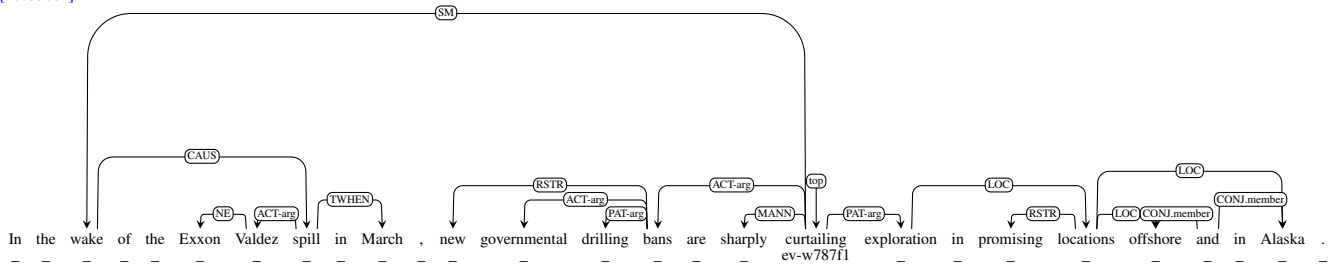 SM
CAUS
LOC
top
NE ACT-arg TWHEN RSTR ACT-arg PAT-arg ACT-arg MANN PAT-arg LOC RSTR LOC CONJ.member CONJ.member
In the wake of the Exxon Valdez spill in March , new governmental drilling bans are sharply curtailing exploration in promising locations offshore and in Alaska .
_ _ _ _ _ _ _ _ _ _ _ _ _ _ _ _ _ ev-w787f1 _ _ _ _ _ _ _ _ _